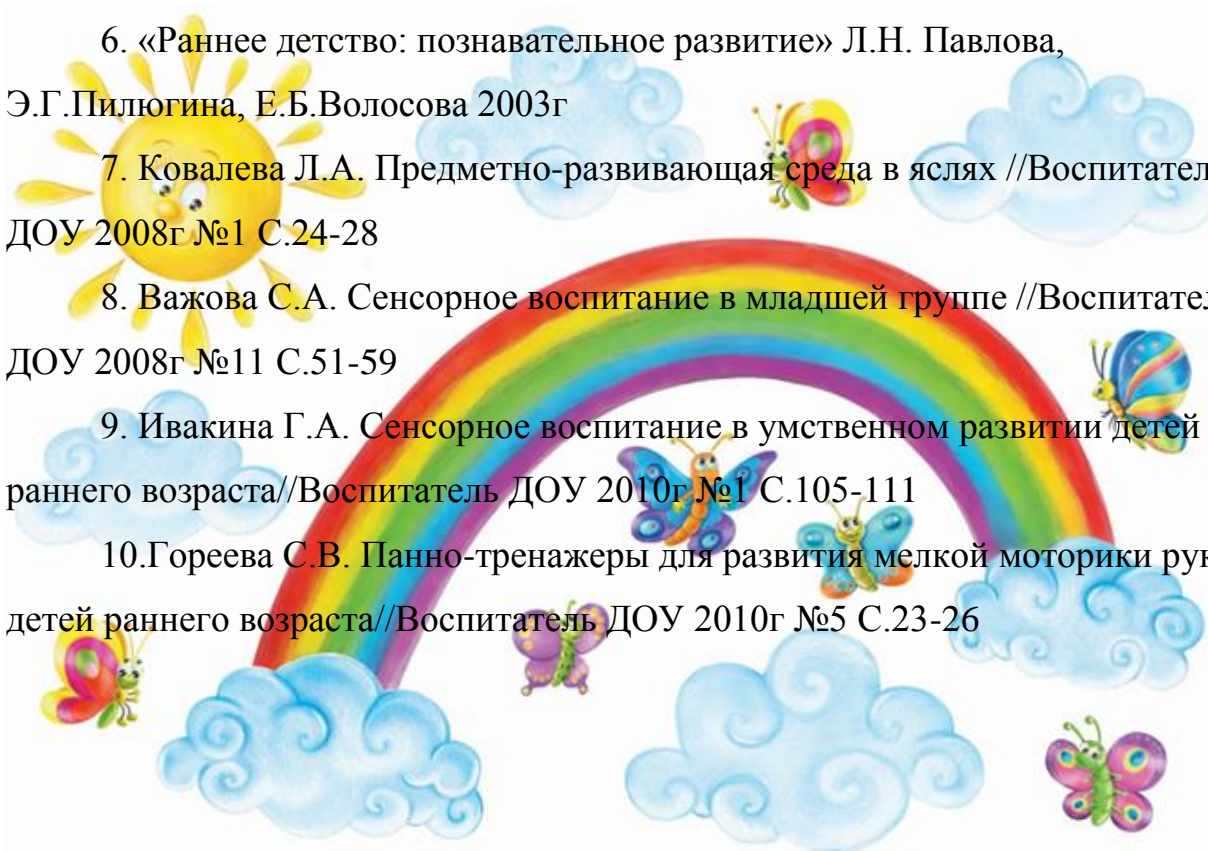 6. «Раннее детство: познавательное развитие» Л.Н. Павлова,
Э.Г.Пилюгина, Е.Б.Волосова 2003г
7. Ковалева Л.А. Предметно-развивающая среда в яслях //Воспитател
ДОУ 2008г №1 С.24-28
8. Важова С.А. Сенсорное воспитание в младшей группе //Воспитател
ДОУ 2008г №11 С.51-59
9. Ивакина Г.А. Сенсорное воспитание в умственном развитии детей
раннего возраста//Воспитатель ДОУ 2010г №1 С.105-111
10.Гореева С.В. Панно-тренажеры для развития мелкой моторики рук
детей раннего возраста//Воспитатель ДОУ 2010г №5 С.23-26